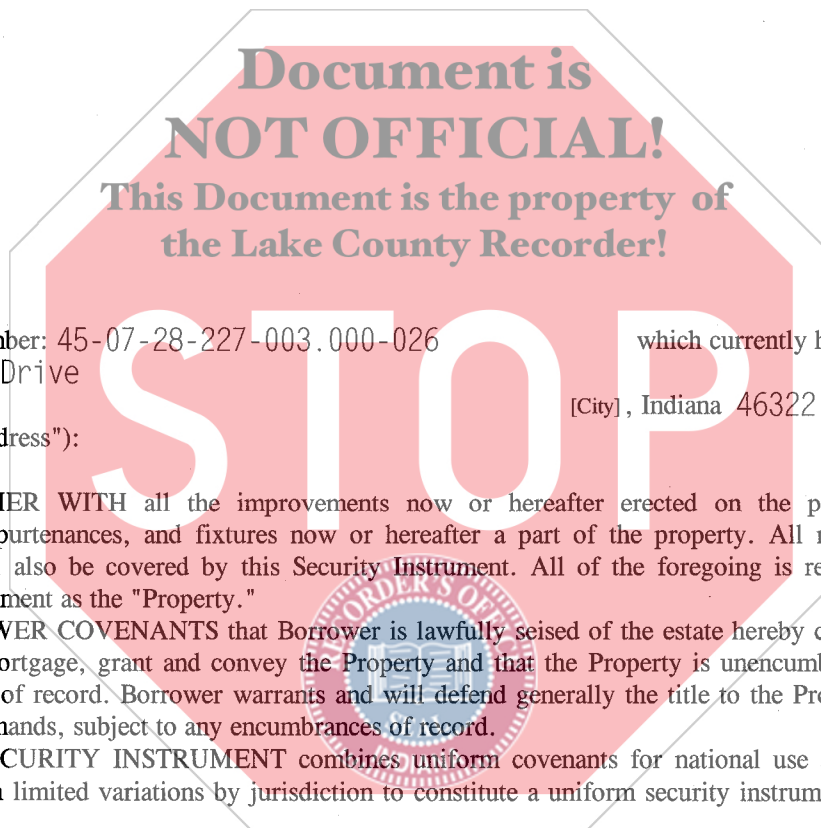 Document is
NOT OFFICIAL!
This Document is the property of
the Lake County Recorder!
STOP
ber: 45-07-28-227-003.000-026 which currently h
Drive
[City], Indiana 46322
dress"):
ER WITH all the improvements now or hereafter erected on the p
purtenances, and fixtures now or hereafter a part of the property. All r
also be covered by this Security Instrument. All of the foregoing is re
ment as the "Property."
VER COVENANTS that Borrower is lawfully seised of the estate hereby c
ortgage, grant and convey the Property and that the Property is unencumb
of record. Borrower warrants and will defend generally the title to the Pro
nands, subject to any encumbrances of record.
CURITY INSTRUMENT combines uniform covenants for national use
limited variations by jurisdiction to constitute a uniform security instrum
RECORDER'S OFFICE
SEAL